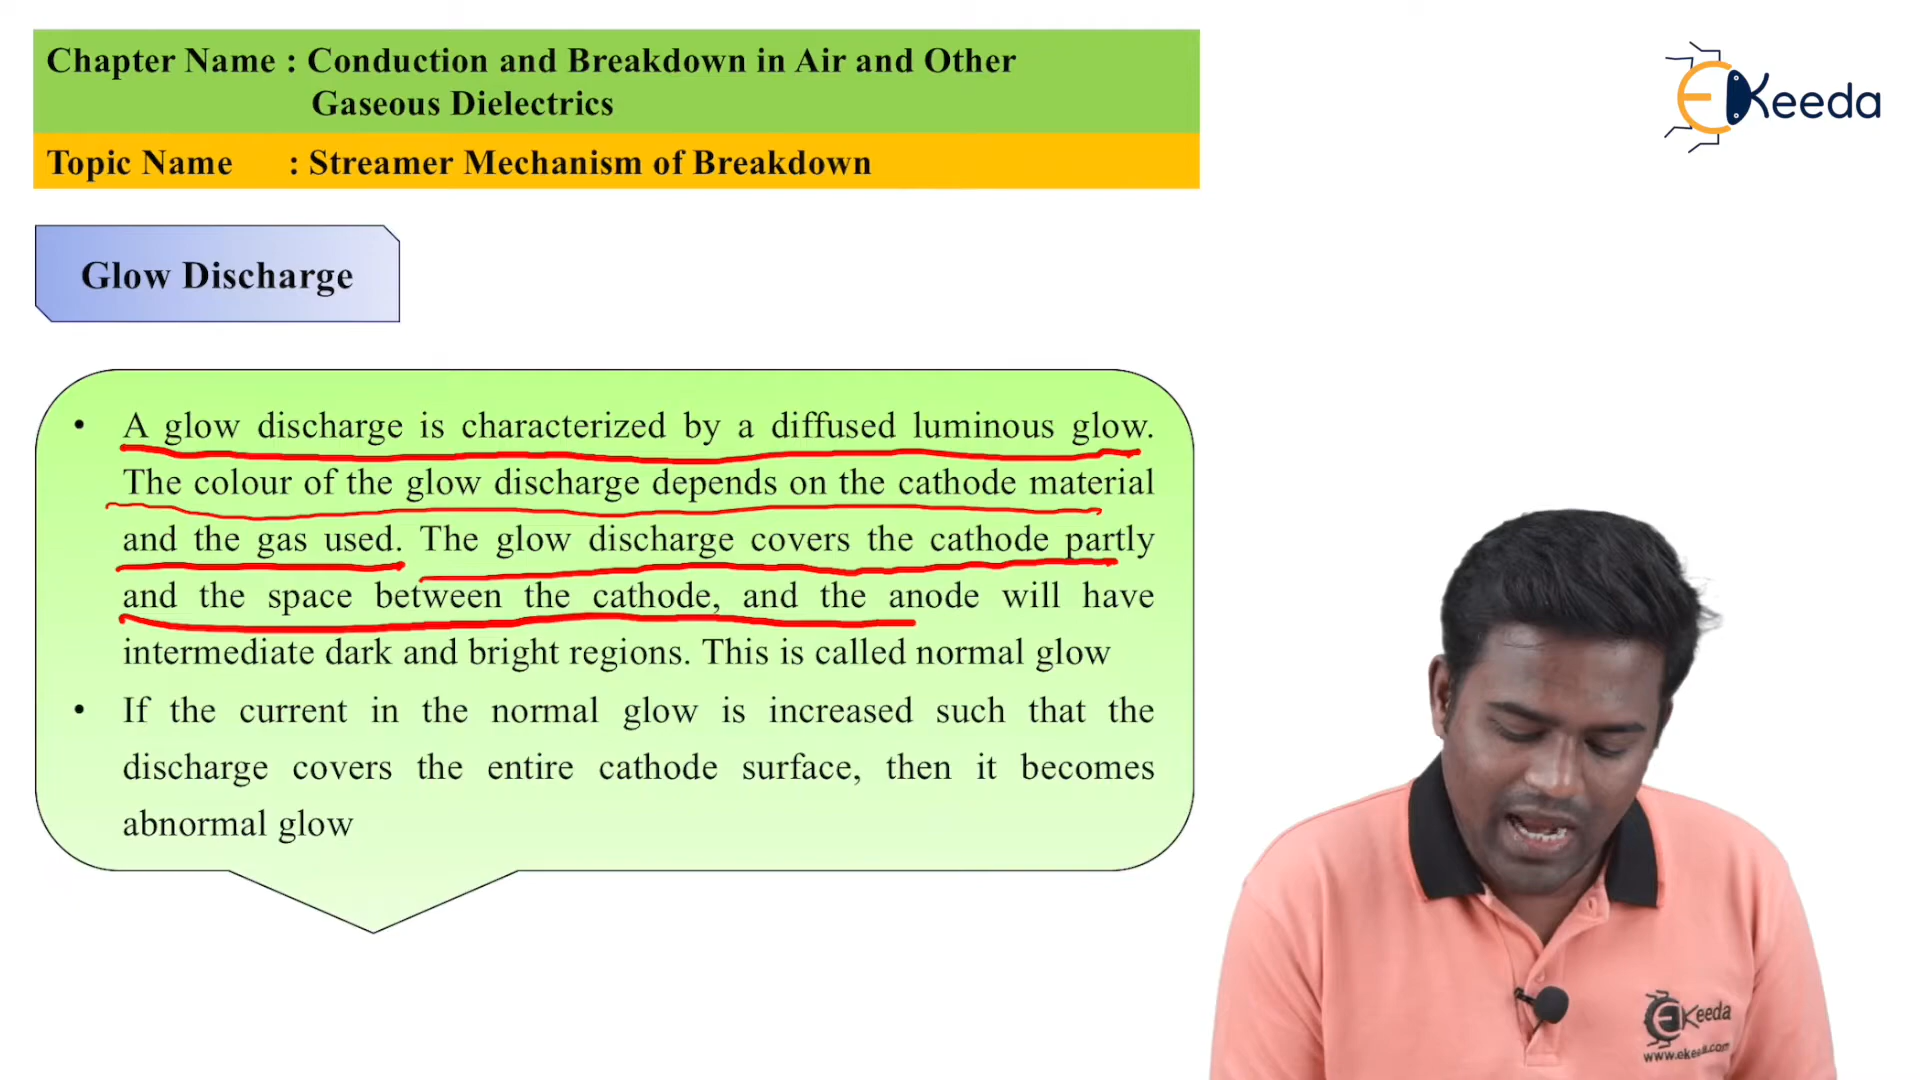 Chapter Name : Conduction and Breakdown in Air and Other
Gaseous Dielectrics
EKeeda
Topic Name : Streamer Mechanism of Breakdown
Glow Discharge
• A glow discharge is characterized by a diffused luminous glow.
The colour of the glow discharge depends on the cathode material
and the gas used. The glow discharge covers the cathode partly
and the space between the cathode, and the anode will have
intermediate dark and bright regions. This is called normal glow
• If the current in the normal glow is increased such that the
discharge covers the entire cathode surface, then it becomes
abnormal glow
EKeeda